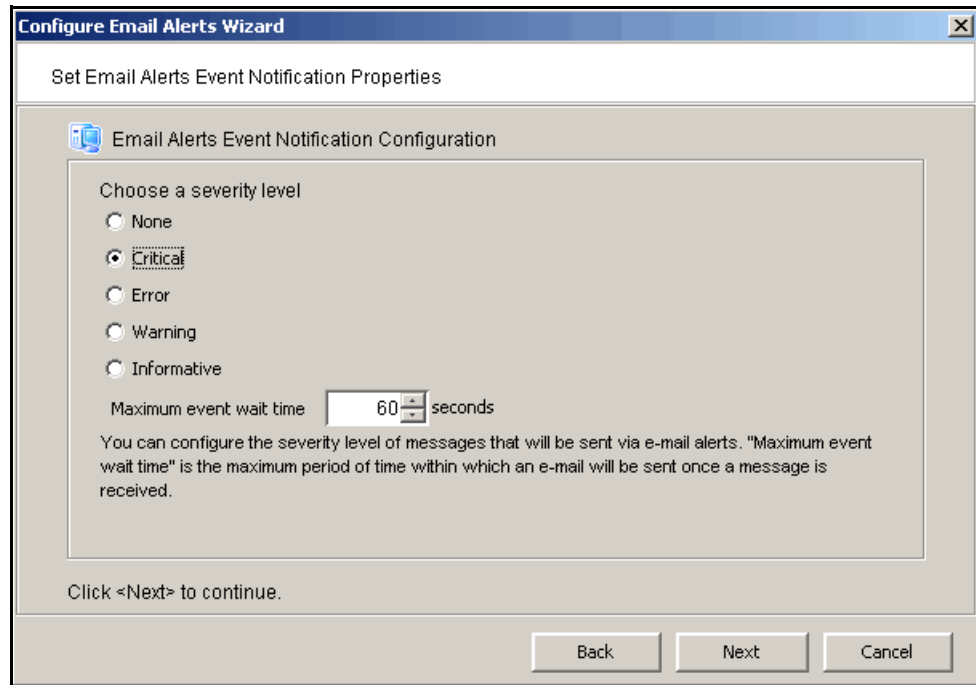 Configure Email Alerts Wizard
Set Email Alerts Event Notification Properties
Email Alerts Event Notification Configuration
Choose a severity level
None
Critical
Error
Warning
Informative
Maximum event wait time 60 seconds
You can configure the severity level of messages that will be sent via e-mail alerts. "Maximum event
wait time" is the maximum period of time within which an e-mail will be sent once a message is
received.
Click <Next> to continue.
Back Next Cancel